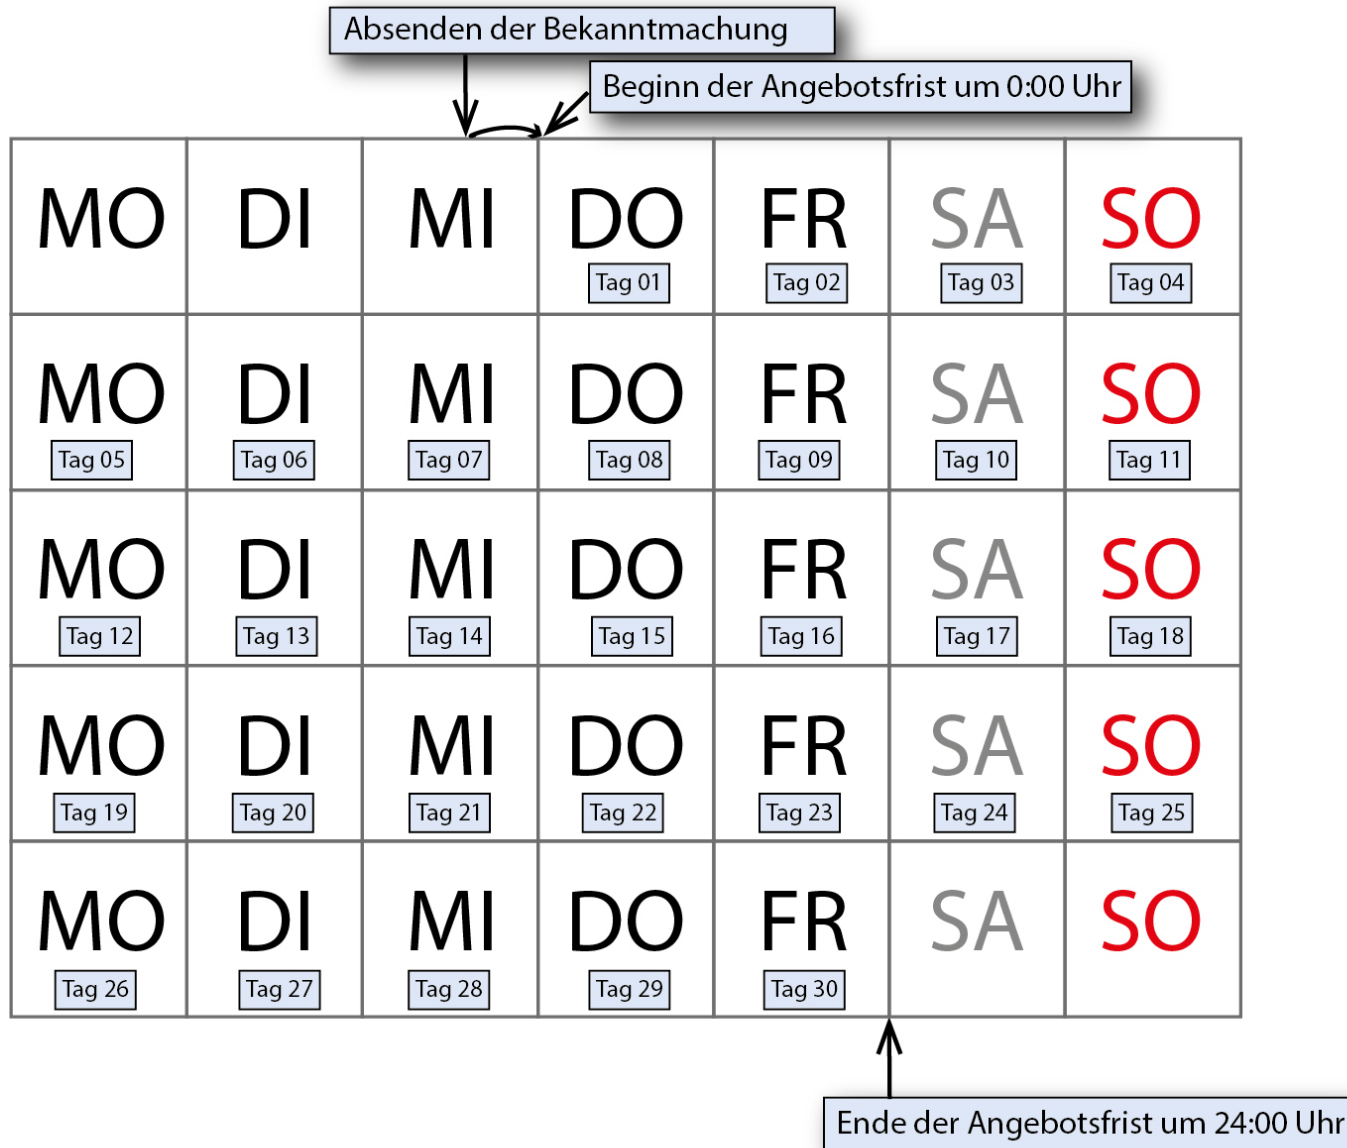 Absenden der Bekanntmachung
Beginn der Angebotsfrist um 0:00 Uhr
MO DI MI DO FR SA SO
Tag 01 Tag 02 Tag 03 Tag 04
MO DI MI DO FR SA SO
Tag 05 Tag 06 Tag 07 Tag 08 Tag 09 Tag 10 Tag 11
MO DI MI DO FR SA SO
Tag 12 Tag 13 Tag 14 Tag 15 Tag 16 Tag 17 Tag 18
MO DI MI DO FR SA SO
Tag 19 Tag 20 Tag 21 Tag 22 Tag 23 Tag 24 Tag 25
MO DI MI DO FR SA SO
Tag 26 Tag 27 Tag 28 Tag 29 Tag 30
Ende der Angebotsfrist um 24:00 Uhr